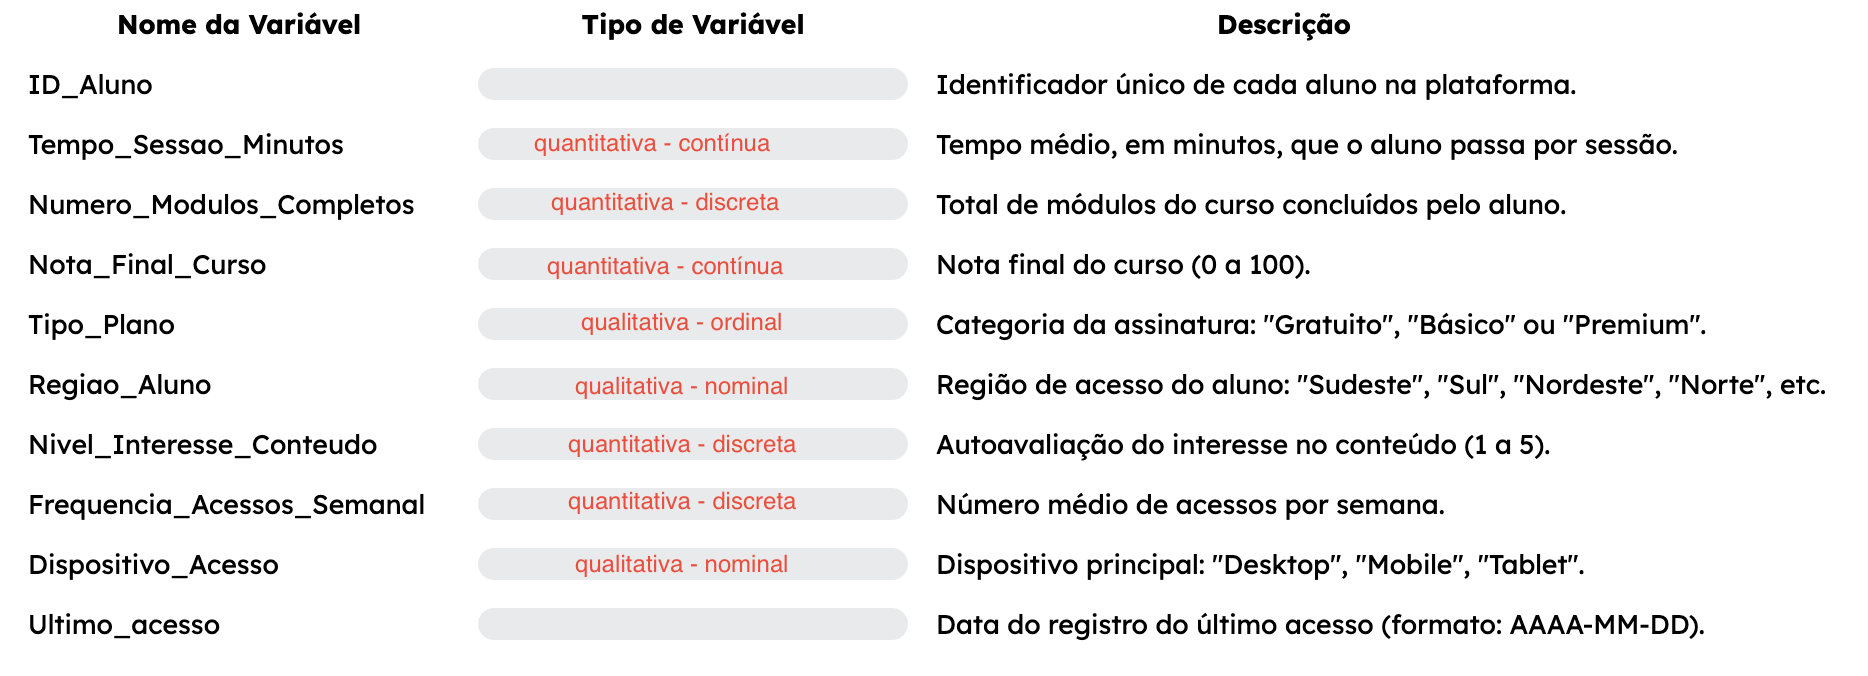 Nome da Variável Tipo de Variável Descrição
ID_Aluno Identificador único de cada aluno na plataforma.
Tempo_Sessao_Minutos quantitativa - contínua Tempo médio, em minutos, que o aluno passa por sessão.
Numero_Modulos_Completos quantitativa - discreta Total de módulos do curso concluídos pelo aluno.
Nota_Final_Curso quantitativa - contínua Nota final do curso (0 a 100).
Tipo_Plano qualitativa - ordinal Categoria da assinatura: "Gratuito", "Básico" ou "Premium".
Regiao_Aluno qualitativa - nominal Região de acesso do aluno: "Sudeste", "Sul", "Nordeste", "Norte", etc.
Nivel_Interesse_Conteudo quantitativa - discreta Autoavaliação do interesse no conteúdo (1 a 5).
Frequencia_Acessos_Semanal quantitativa - discreta Número médio de acessos por semana.
Dispositivo_Acesso qualitativa - nominal Dispositivo principal: "Desktop", "Mobile", "Tablet".
Ultimo_acesso Data do registro do último acesso (formato: AAAA-MM-DD).